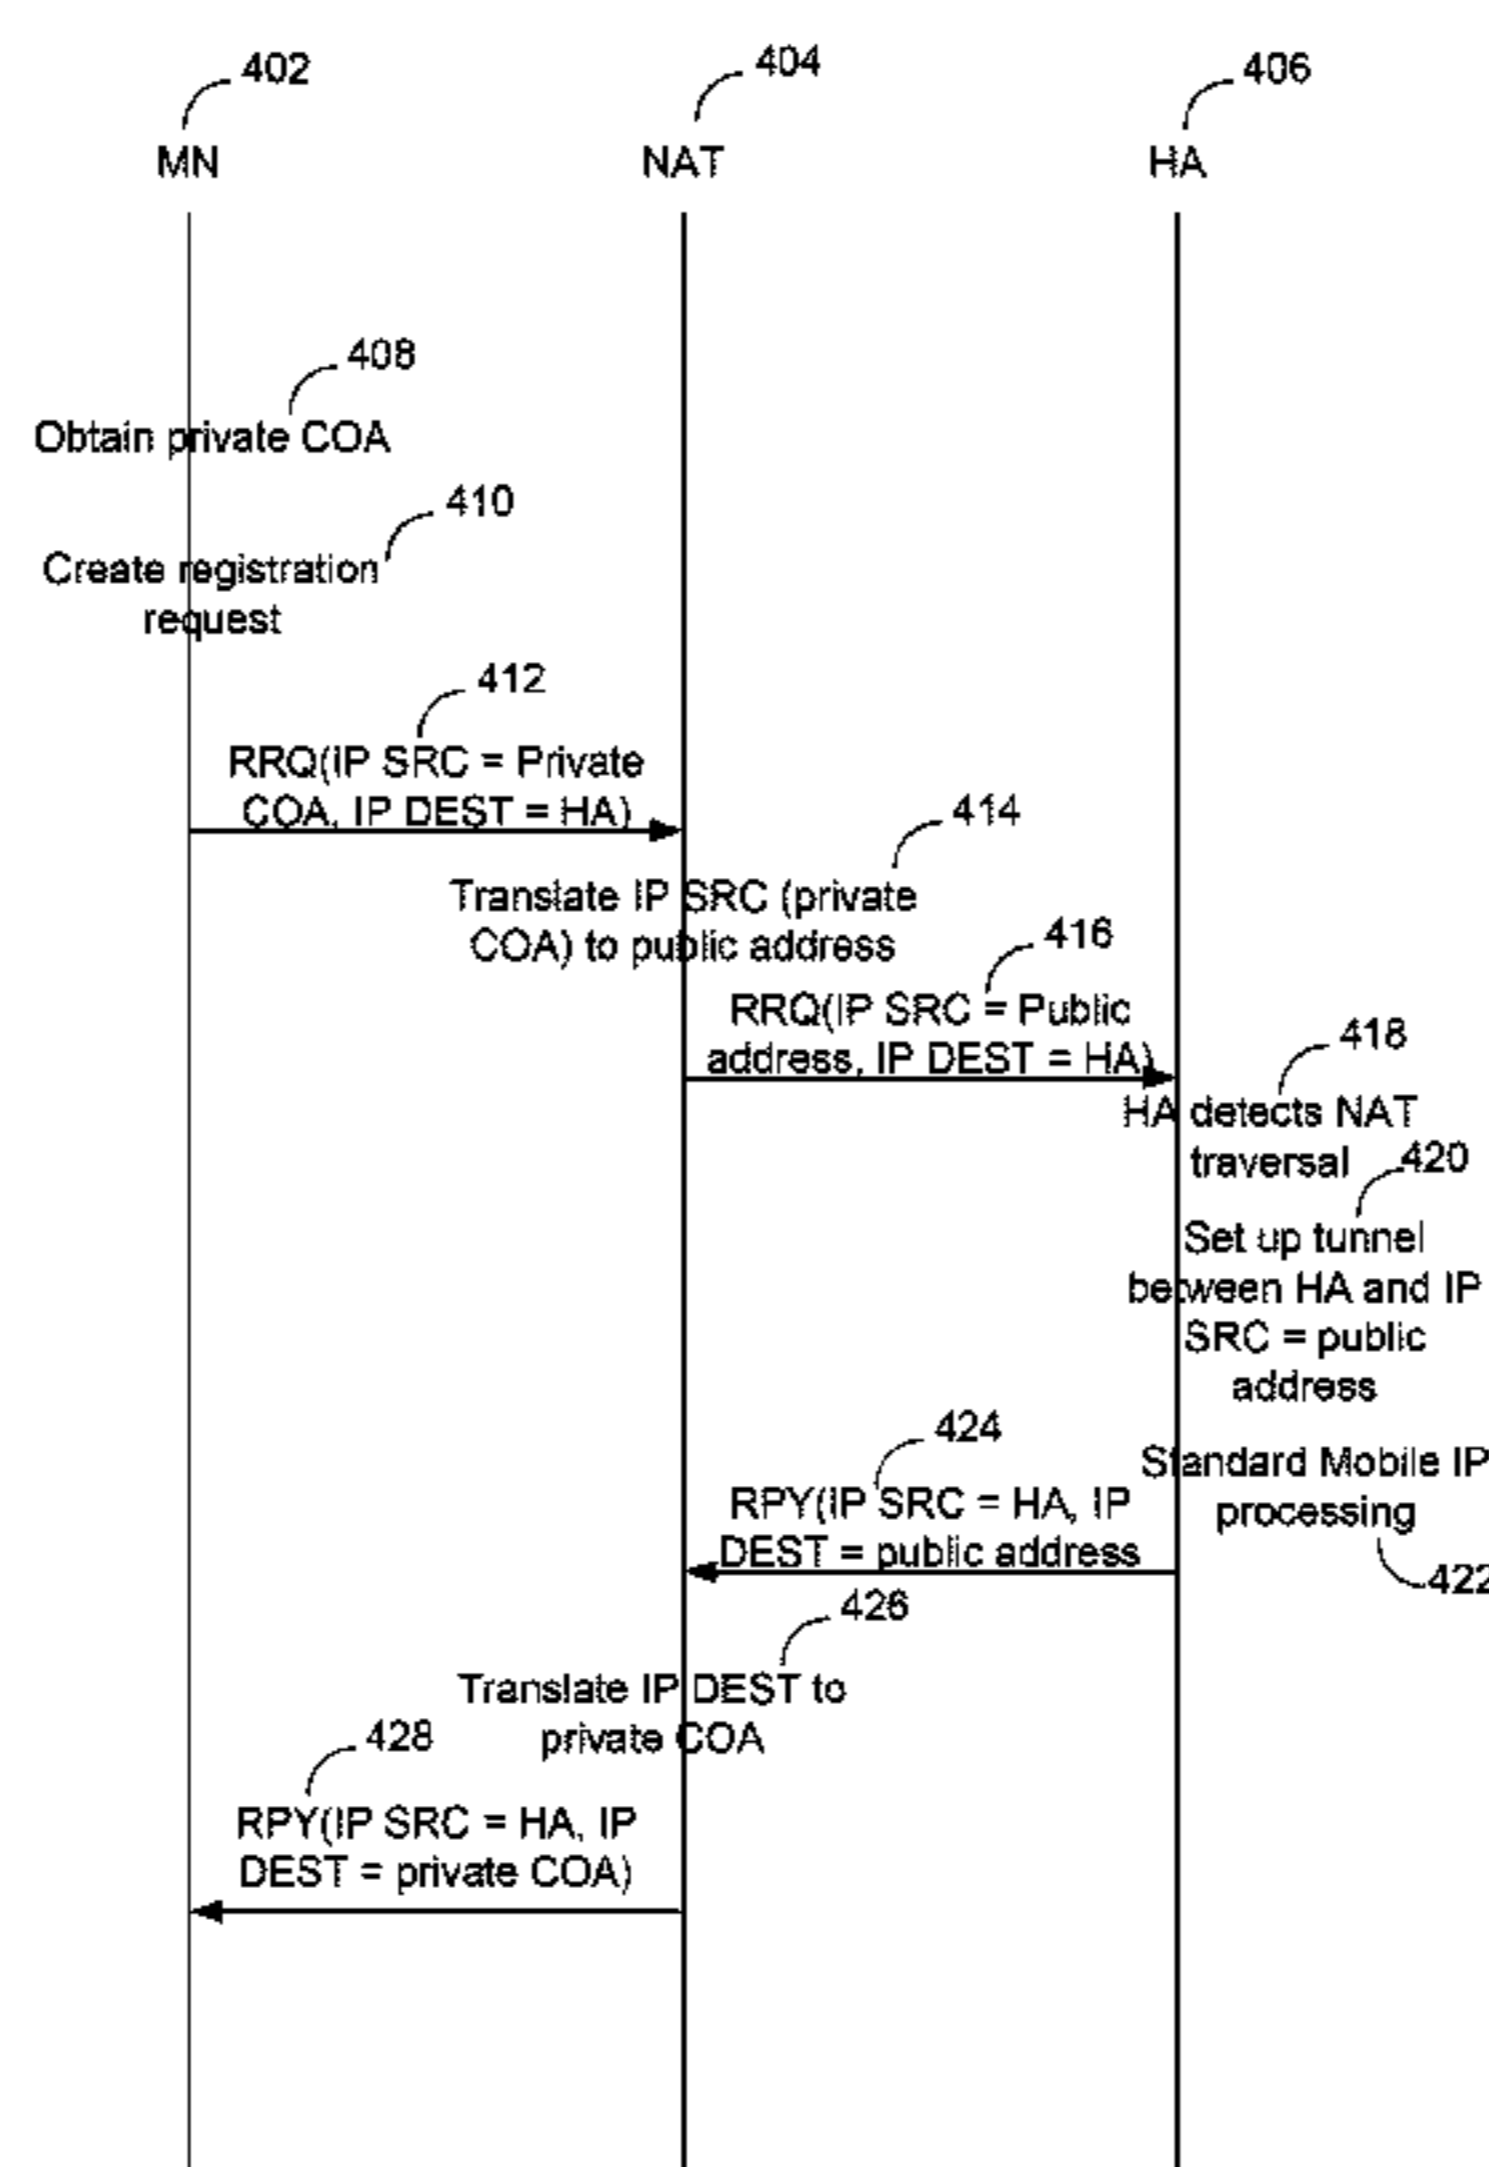 402
404
406
MN
NAT
HA
408
Obtain private COA
410
Create registration
request
412
RRQ(IP SRC = Private
COA, IP DEST = HA)
414
Translate IP SRC (private
COA) to public address
416
RRQ(IP SRC = Public
address, IP DEST = HA)
418
HA detects NAT
traversal
420
Set up tunnel
between HA and IP
SRC = public
address
424
RPY(IP SRC = HA, IP
DEST = public address
Standard Mobile IP
processing
422
426
Translate IP DEST to
private COA
428
RPY(IP SRC = HA, IP
DEST = private COA)